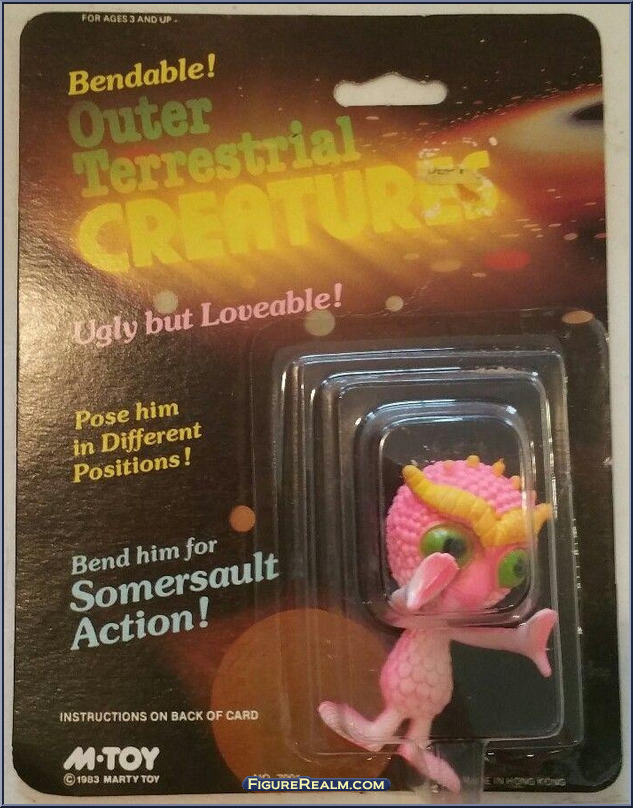 FOR AGES 3 AND UP.
Bendable!
Outer
Terrestrial
CREATURES
Ugly but Loveable!
Pose him
in Different
Positions!
Bend him for
Somersault
Action!
INSTRUCTIONS ON BACK OF CARD
M•TOY
©1983 MARTY TOY
NO.
FIGUREREALM.COM
MADE IN HONG KONG